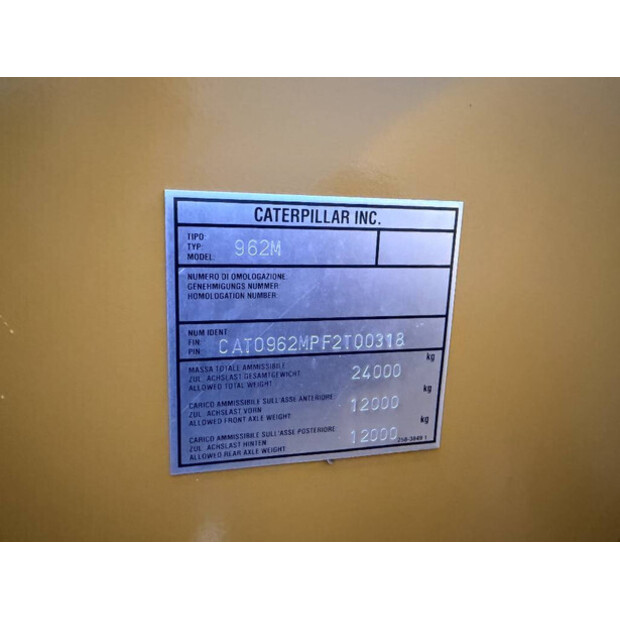 CATERPILLAR INC.
TIPO
TYP
MODEL: 962M
NUMERO DI OMOLOGAZIONE
GENEHMIGUNGS NUMMER
HOMOLOGATION NUMBER
NUM IDENT
FIN
PIN CAT0962MPF2T00318
MASSA TOTALE AMMISSIBILE
ZUL. ACHSLAST GESAMTGEWICHT
ALLOWED TOTAL WEIGHT: 24000 kg
CARICO AMMISSIBILE SULL'ASSE ANTERIORE
ZUL. ACHSLAST VORN
ALLOWED FRONT AXLE WEIGHT: 12000 kg
CARICO AMMISSIBILE SULL'ASSE POSTERIORE
ZUL. ACHSLAST HINTEN
ALLOWED REAR AXLE WEIGHT: 12000 kg